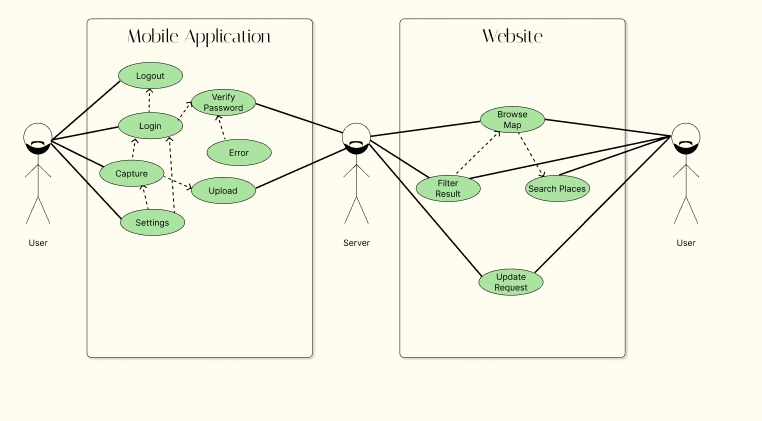 Mobile Application
Website
Logout
Verify
Password
Login
Browse
Map
Error
Capture
Upload
Filter
Result
Search Places
Settings
User
Server
User
Update
Request